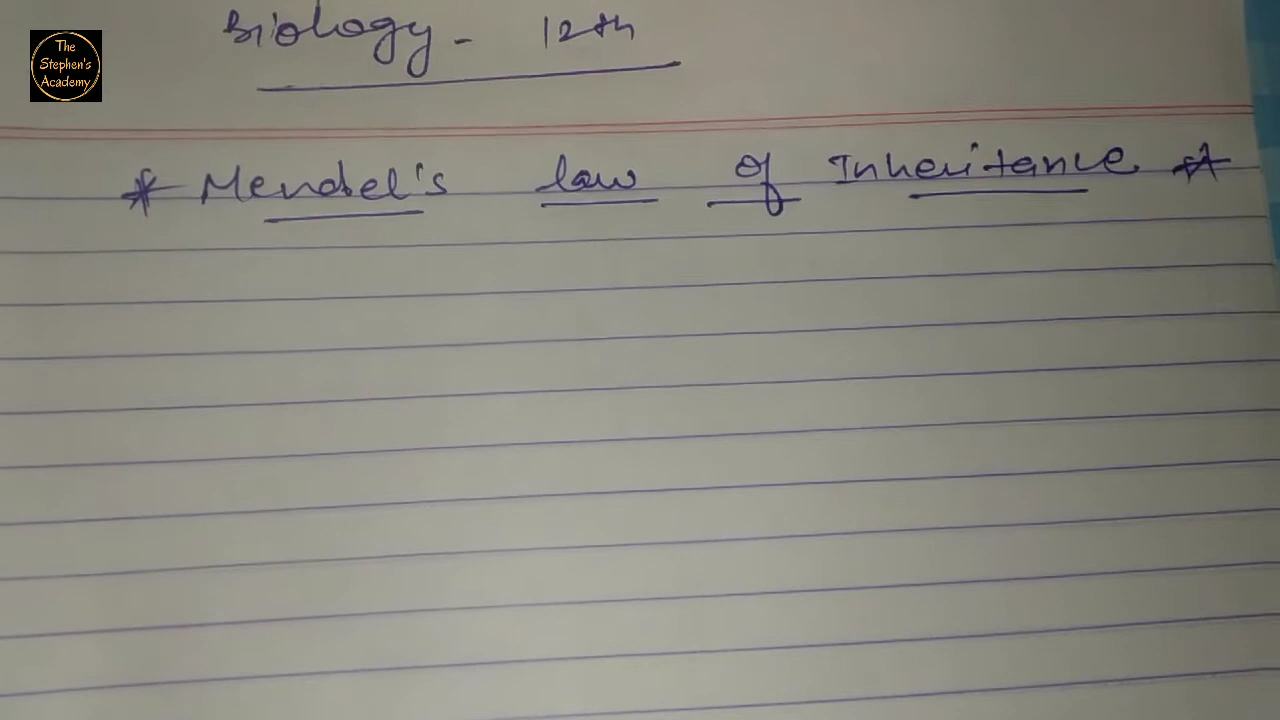 The
Stephen's
Academy
Biology - 12th
* Mendel's law of Inheritance *